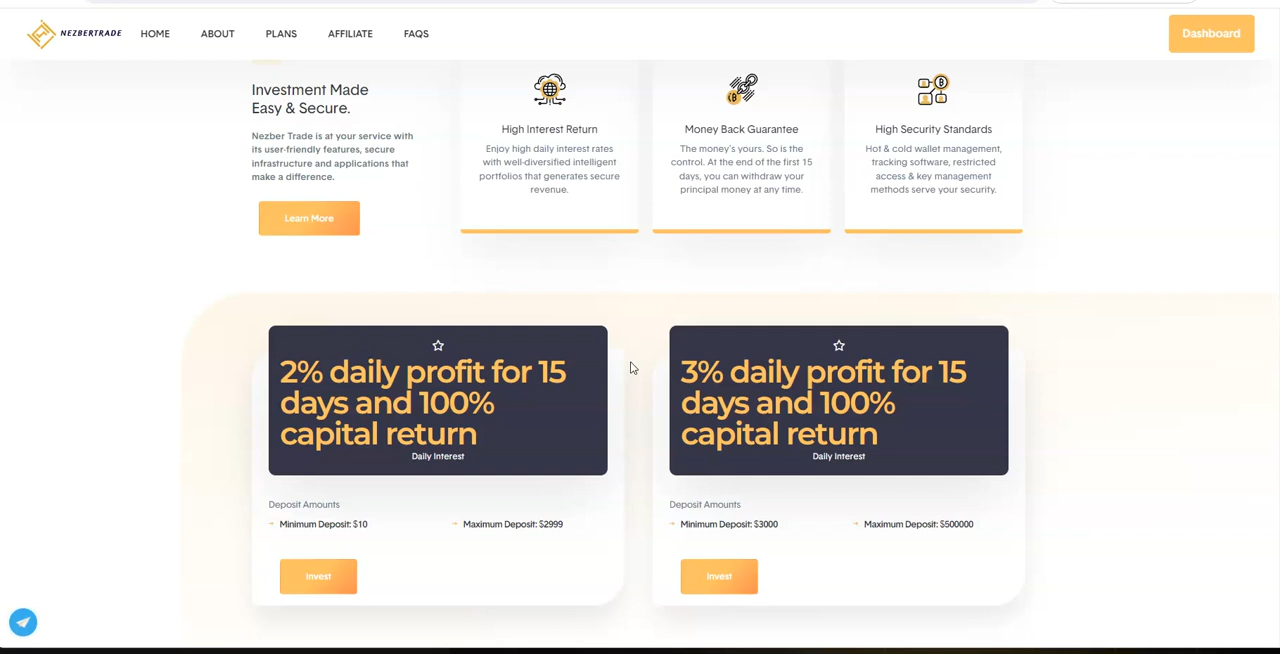 NEZBERTRADE
HOME
ABOUT
PLANS
AFFILIATE
FAQS
Dashboard
Investment Made
Easy & Secure.
Nezber Trade is at your service with
its user-friendly features, secure
infrastructure and applications that
make a difference.
Learn More
High Interest Return
Enjoy high daily interest rates
with well-diversified intelligent
portfolios that generates secure
revenue.
Money Back Guarantee
The money's yours. So is the
control. At the end of the first 15
days, you can withdraw your
principal money at any time.
High Security Standards
Hot & cold wallet management,
tracking software, restricted
access & key management
methods serve your security.
2% daily profit for 15
days and 100%
capital return
Daily Interest
Deposit Amounts
Minimum Deposit: $10
Maximum Deposit: $2999
Invest
3% daily profit for 15
days and 100%
capital return
Daily Interest
Deposit Amounts
Minimum Deposit: $3000
Maximum Deposit: $500000
Invest